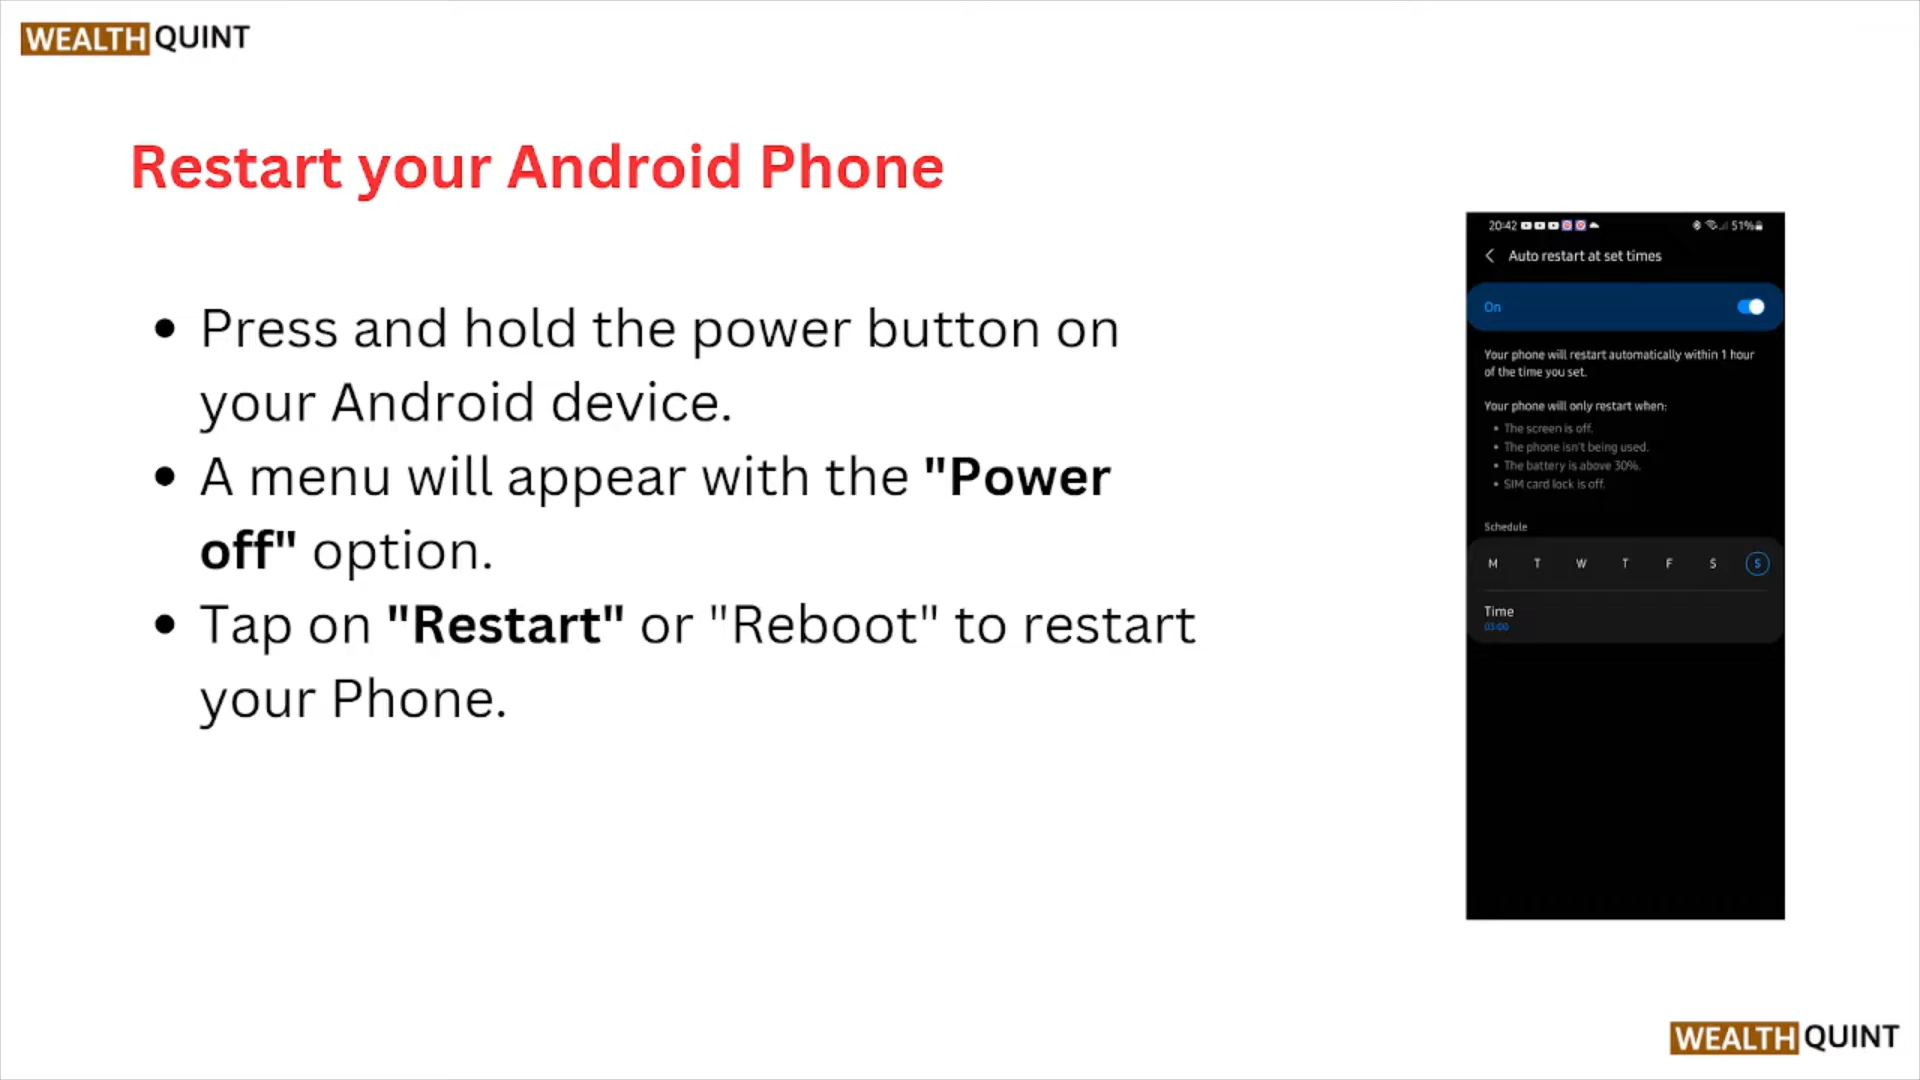 WEALTH QUINT
Restart your Android Phone
• Press and hold the power button on
your Android device.
• A menu will appear with the "Power
off" option.
• Tap on "Restart" or "Reboot" to restart
your Phone.
20:42 51%
Auto restart at set times
On
Your phone will restart automatically within 1 hour
of the time you set.
Your phone will only restart when:
• The screen is off.
• The phone isn't being used.
• The battery is above 30%.
• SIM card lock is off.
Schedule
M T W T F S S
Time
03:00
WEALTH QUINT